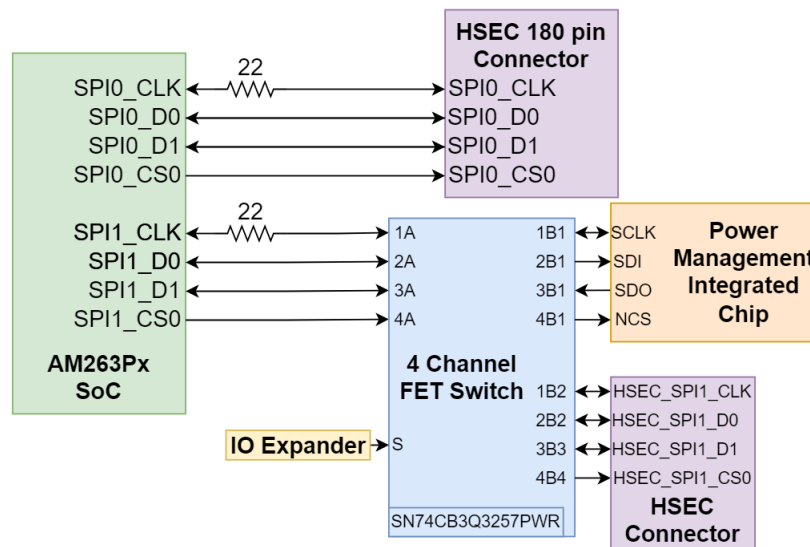 HSEC 180 pin
Connector
22
SPI0_CLK
SPI0_CLK
SPI0_D0
SPI0_D0
SPI0_D1
SPI0_D1
SPI0_CS0
SPI0_CS0
22
SPI1_CLK
SPI1_D0
SPI1_D1
SPI1_CS0
AM263Px
SoC
1A
2A
3A
4A
1B1
2B1
3B1
4B1
SCLK
SDI
SDO
NCS
Power
Management
Integrated
Chip
4 Channel
FET Switch
1B2
2B2
3B3
4B4
HSEC_SPI1_CLK
HSEC_SPI1_D0
HSEC_SPI1_D1
HSEC_SPI1_CS0
HSEC
Connector
IO Expander
S
SN74CB3Q3257PWR